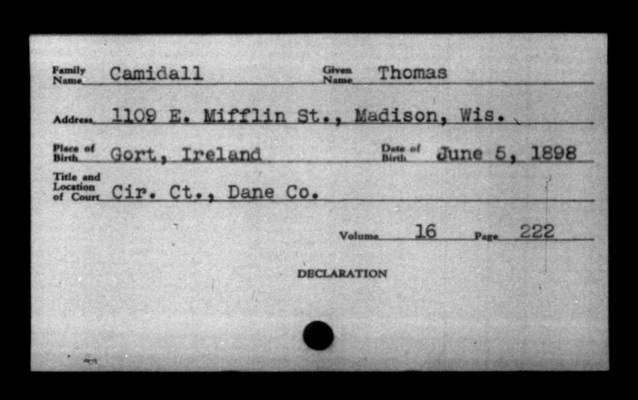 Family Name Camidall Given Name Thomas
Address 1109 E. Mifflin St., Madison, Wis.
Place of Birth Gort, Ireland Date of Birth June 5, 1898
Title and Location of Court Cir. Ct., Dane Co.
Volume 16 Page 222
DECLARATION